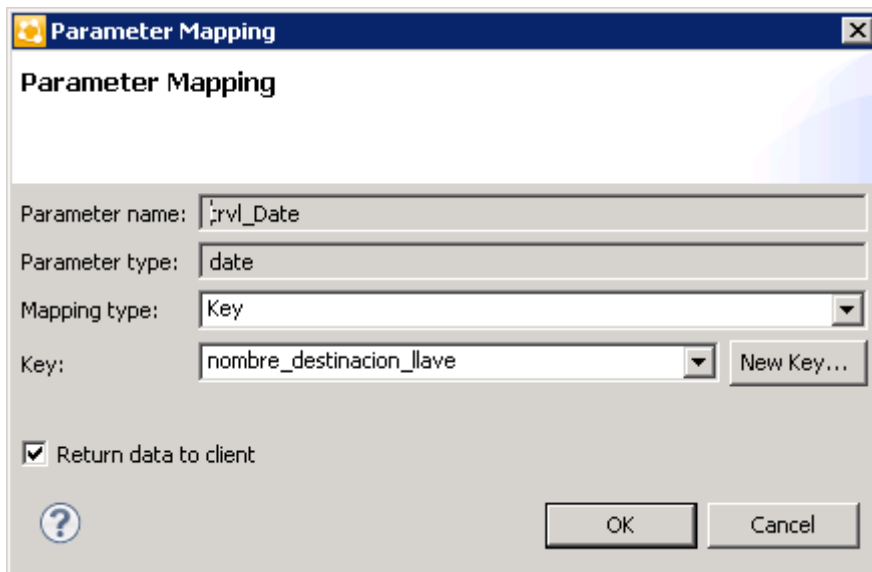 Parameter Mapping
Parameter Mapping
Parameter name: rvl_Date
Parameter type: date
Mapping type: Key
Key: nombre_destinacion_llave New Key...
Return data to client
? OK Cancel